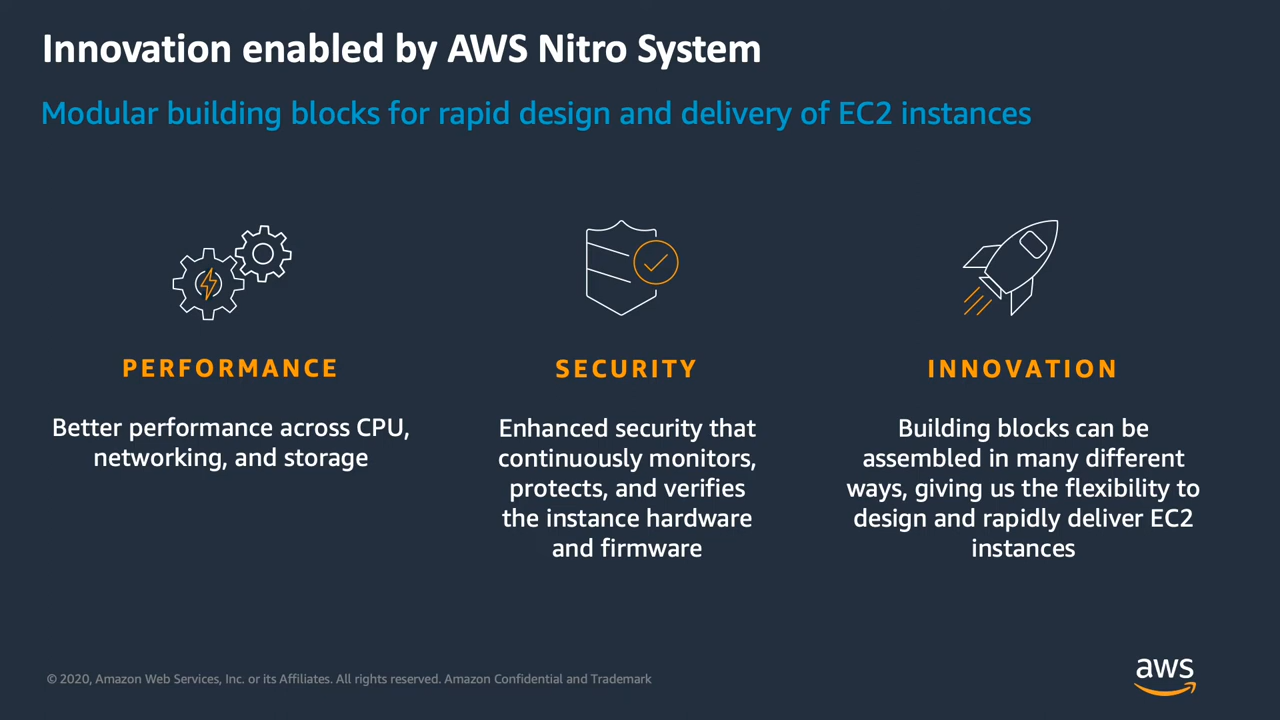 Innovation enabled by AWS Nitro System
Modular building blocks for rapid design and delivery of EC2 instances
PERFORMANCE
Better performance across CPU,
networking, and storage
SECURITY
Enhanced security that
continuously monitors,
protects, and verifies
the instance hardware
and firmware
INNOVATION
Building blocks can be
assembled in many different
ways, giving us the flexibility to
design and rapidly deliver EC2
instances
© 2020, Amazon Web Services, Inc. or its Affiliates. All rights reserved. Amazon Confidential and Trademark
aws